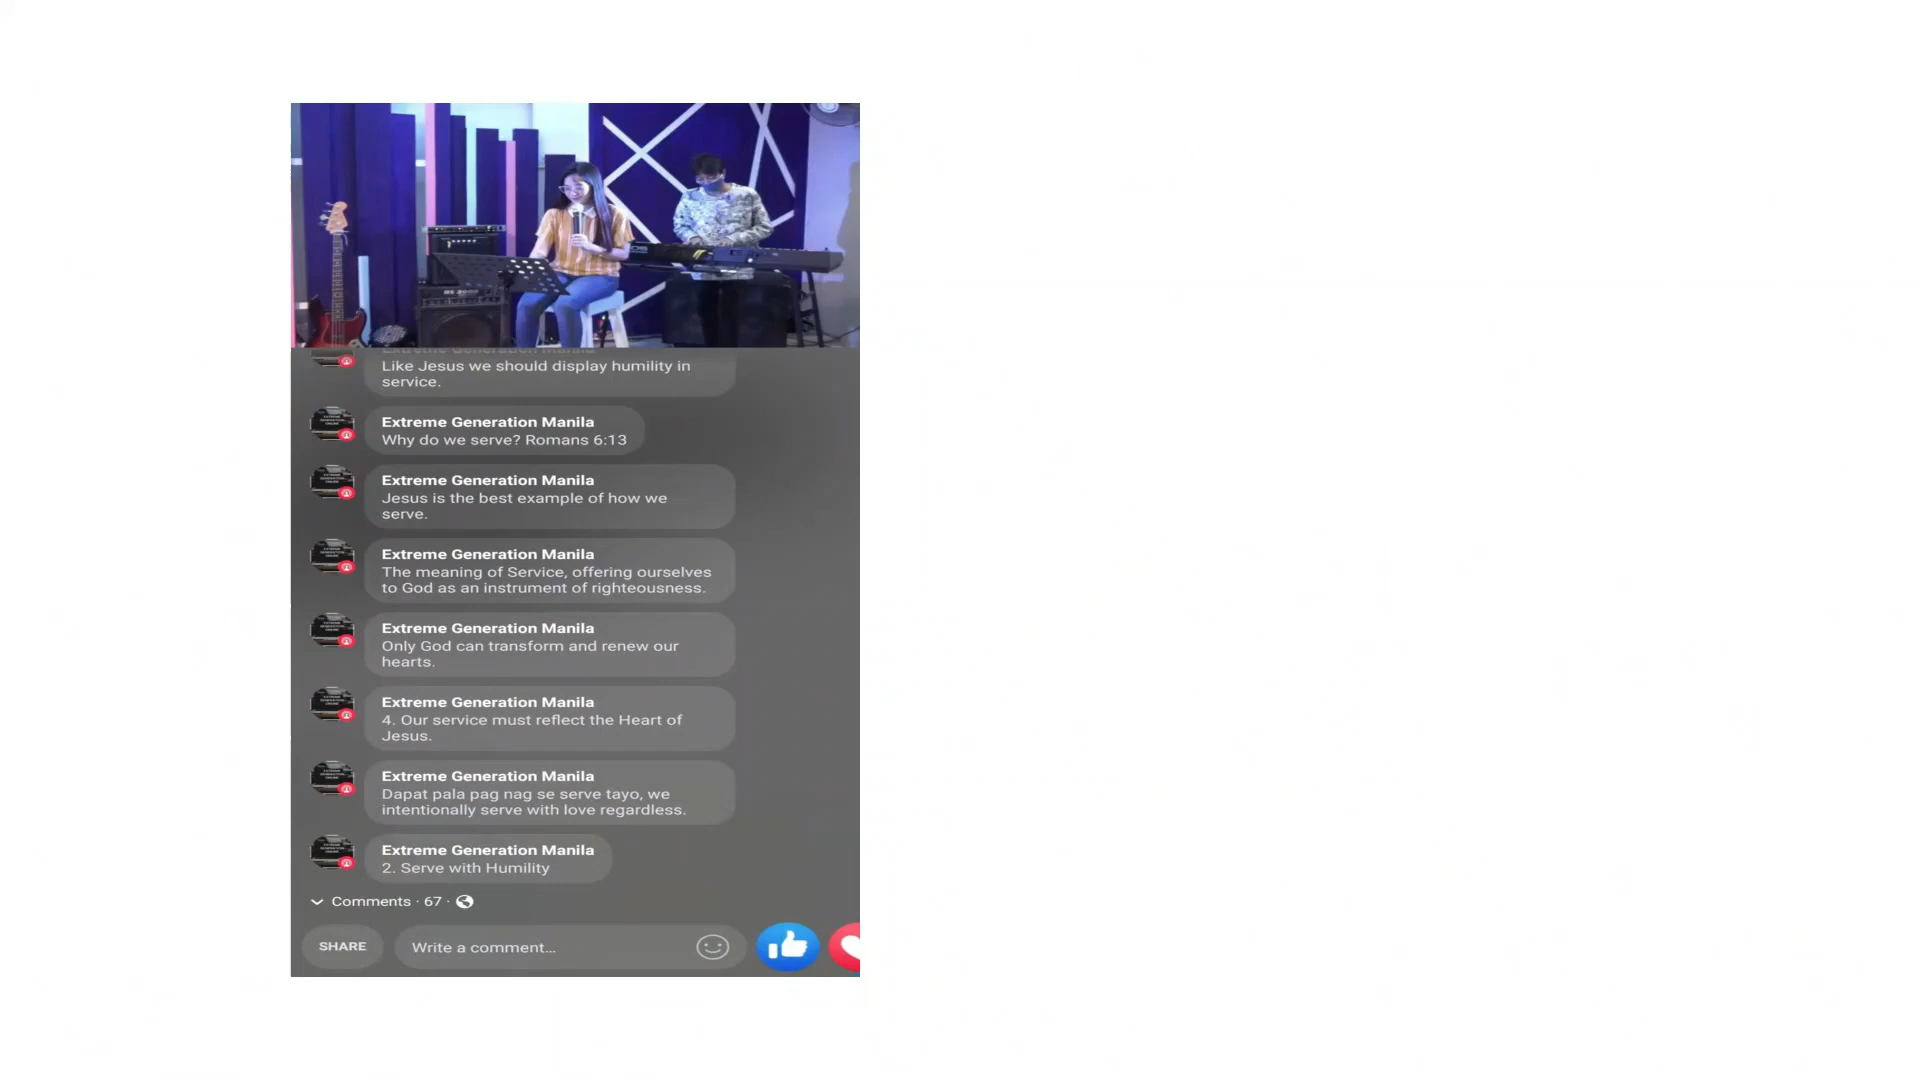 Extreme Generation Manila
Like Jesus we should display humility in
service.
Extreme Generation Manila
Why do we serve? Romans 6:13
Extreme Generation Manila
Jesus is the best example of how we
serve.
Extreme Generation Manila
The meaning of Service, offering ourselves
to God as an instrument of righteousness.
Extreme Generation Manila
Only God can transform and renew our
hearts.
Extreme Generation Manila
4. Our service must reflect the Heart of
Jesus.
Extreme Generation Manila
Dapat pala pag nag se serve tayo, we
intentionally serve with love regardless.
Extreme Generation Manila
2. Serve with Humility
Comments · 67 ·
SHARE
Write a comment...